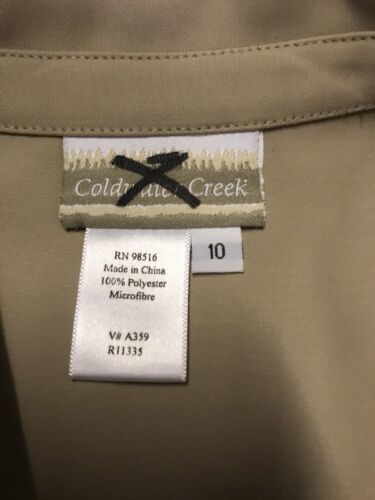 Coldwater Creek
10
RN 98516
Made in China
100% Polyester
Microfibre
V# A359
R11335